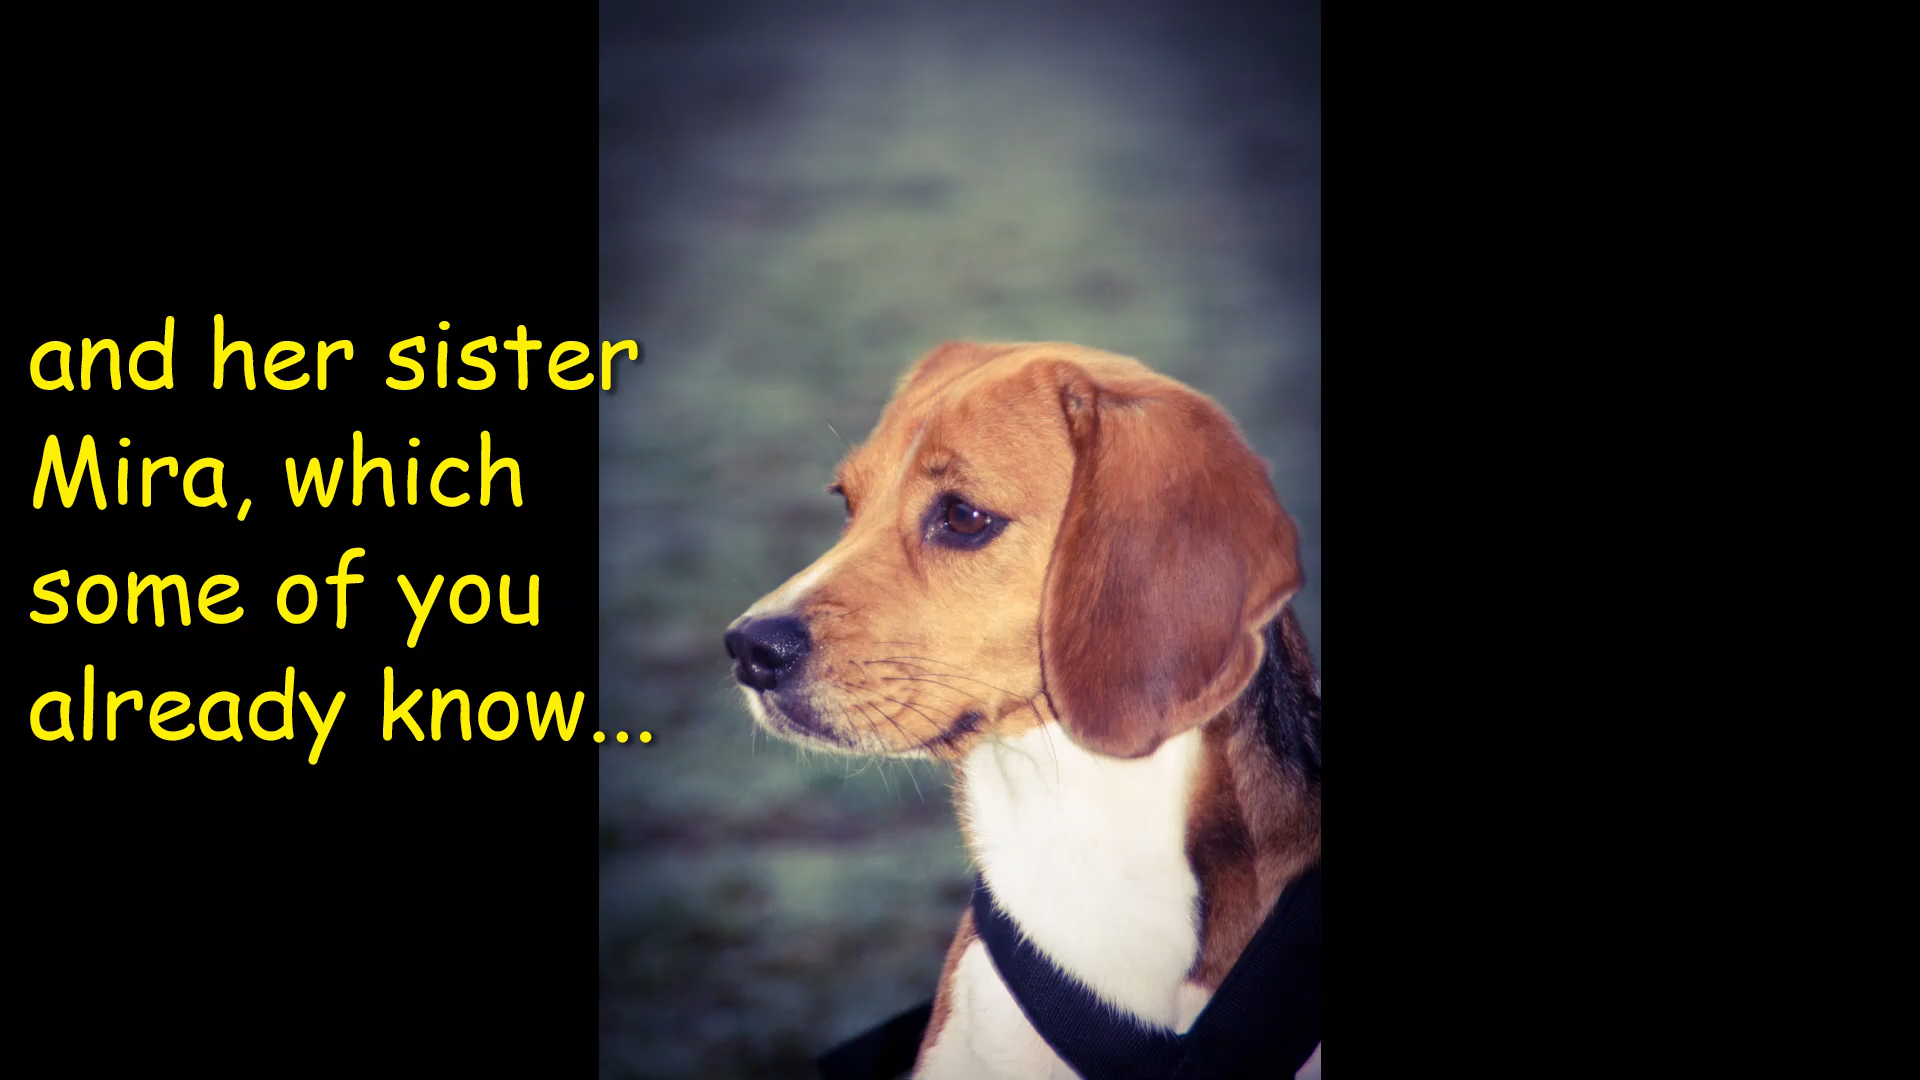 and her sister
Mira, which
some of you
already know...